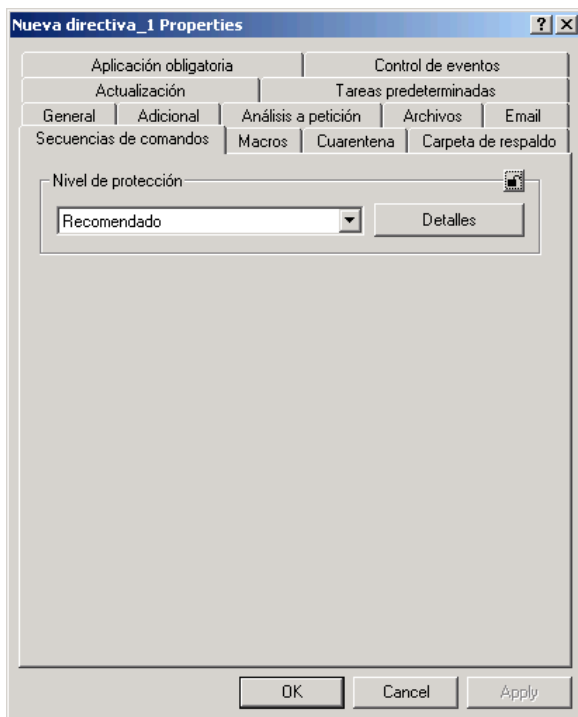 Nueva directiva_1 Properties
Aplicación obligatoria Control de eventos
Actualización Tareas predeterminadas
General Adicional Análisis a petición Archivos Email
Secuencias de comandos Macros Cuarentena Carpeta de respaldo
Nivel de protección
Recomendado Detalles
OK Cancel Apply